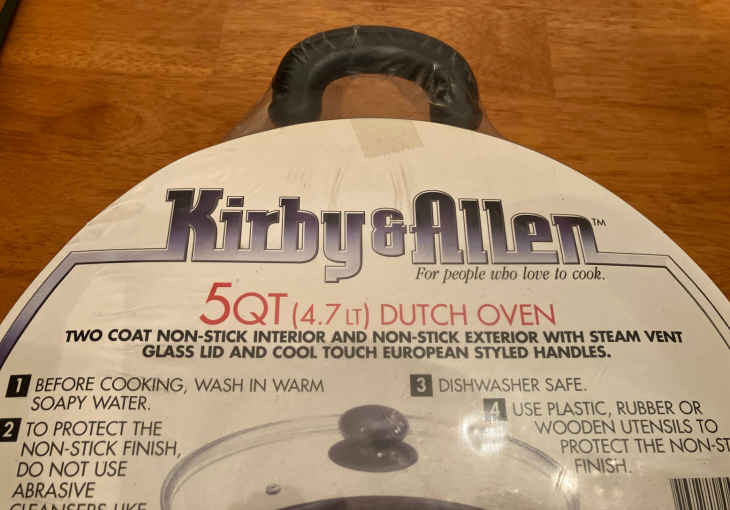 Kirby & Allen™
For people who love to cook.
5QT (4.7 LT) DUTCH OVEN
TWO COAT NON-STICK INTERIOR AND NON-STICK EXTERIOR WITH STEAM VENT
GLASS LID AND COOL TOUCH EUROPEAN STYLED HANDLES.
1 BEFORE COOKING, WASH IN WARM
SOAPY WATER.
2 TO PROTECT THE
NON-STICK FINISH,
DO NOT USE
ABRASIVE
CLEANSERS LIKE
3 DISHWASHER SAFE.
4 USE PLASTIC, RUBBER OR
WOODEN UTENSILS TO
PROTECT THE NON-ST
FINISH.